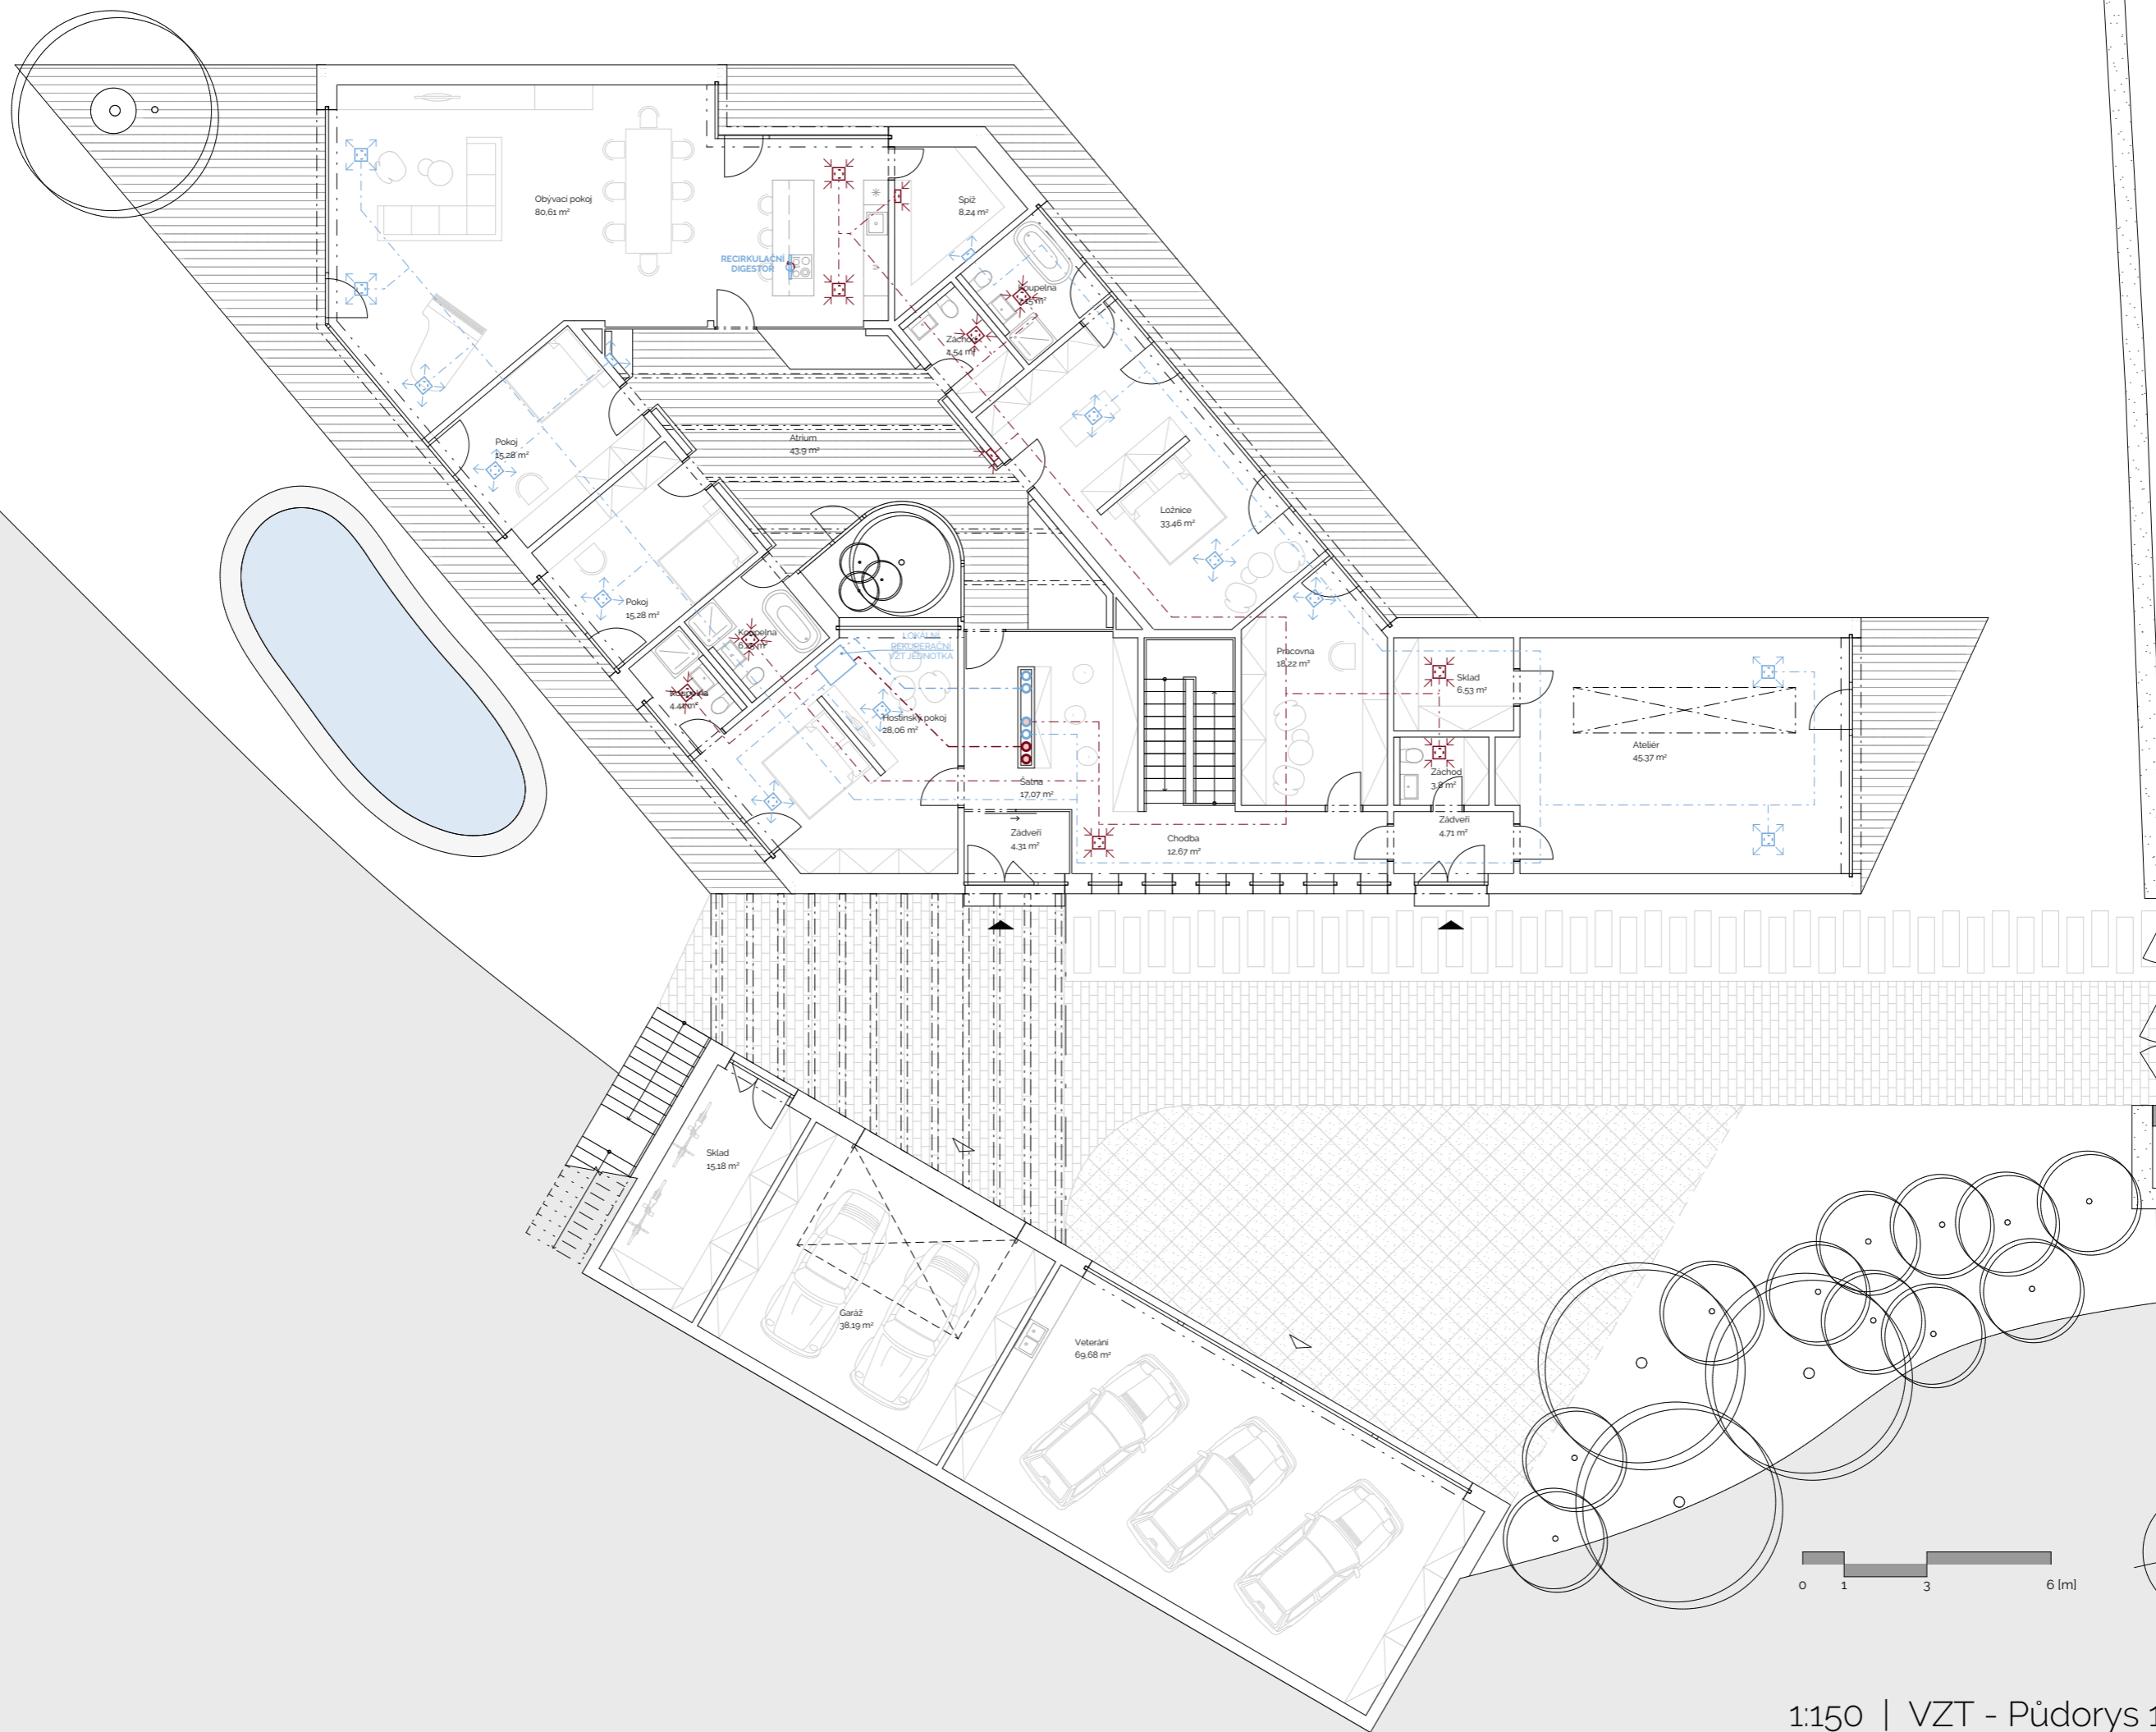 Obývací pokoj
80,61 m²
Spíž
8,24 m²
RECIRKULAČNÍ
DIGESTOŘ
Koupelna
Záchod
4,54 m²
Atrium
43,9 m²
Pokoj
15,28 m²
Ložnice
33,46 m²
Pokoj
15,28 m²
Koupelna
LOKÁLNÍ
REKUPERAČNÍ
VZT JEDNOTKA
Pracovna
18,22 m²
Sklad
6,53 m²
Koupelna
4,41 m²
Hostinský pokoj
28,06 m²
Ateliér
45,37 m²
Záchod
Šatna
17,07 m²
Zádveří
4,31 m²
Chodba
12,67 m²
Zádveří
4,71 m²
Sklad
15,18 m²
Garáž
38,19 m²
Veteráni
69,68 m²
0 1 3 6 [m]
1:150 | VZT - Půdorys